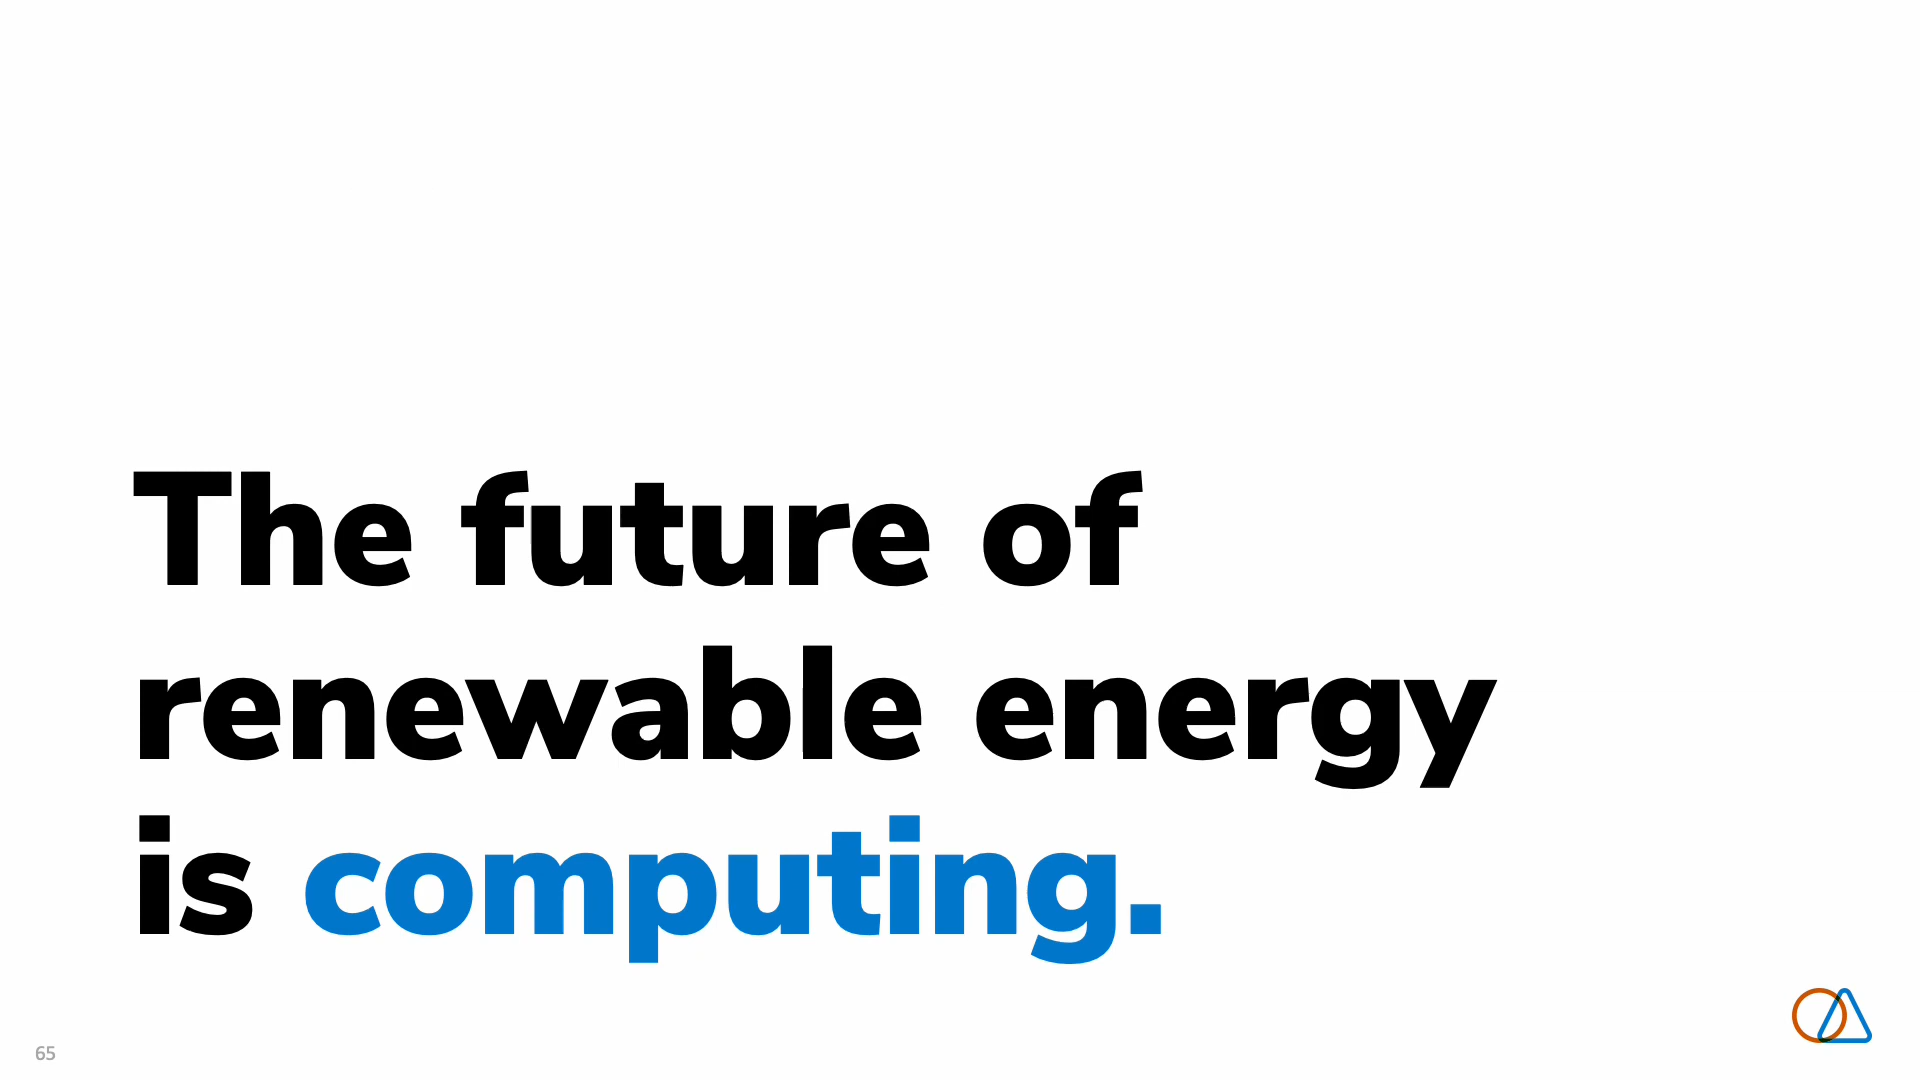 The future of
renewable energy
is computing.
65